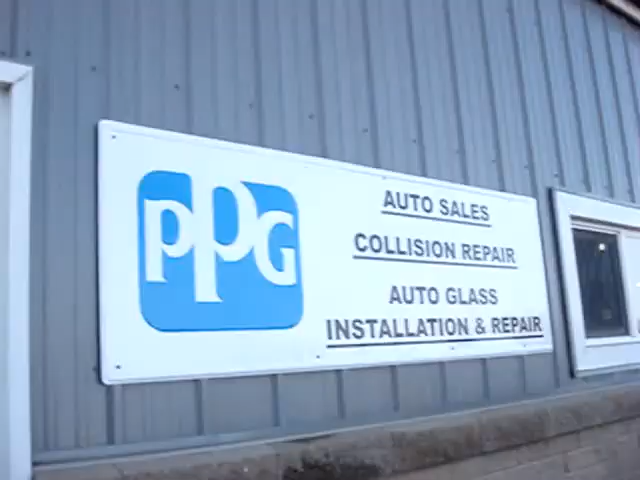 PPG
AUTO SALES
COLLISION REPAIR
AUTO GLASS
INSTALLATION & REPAIR